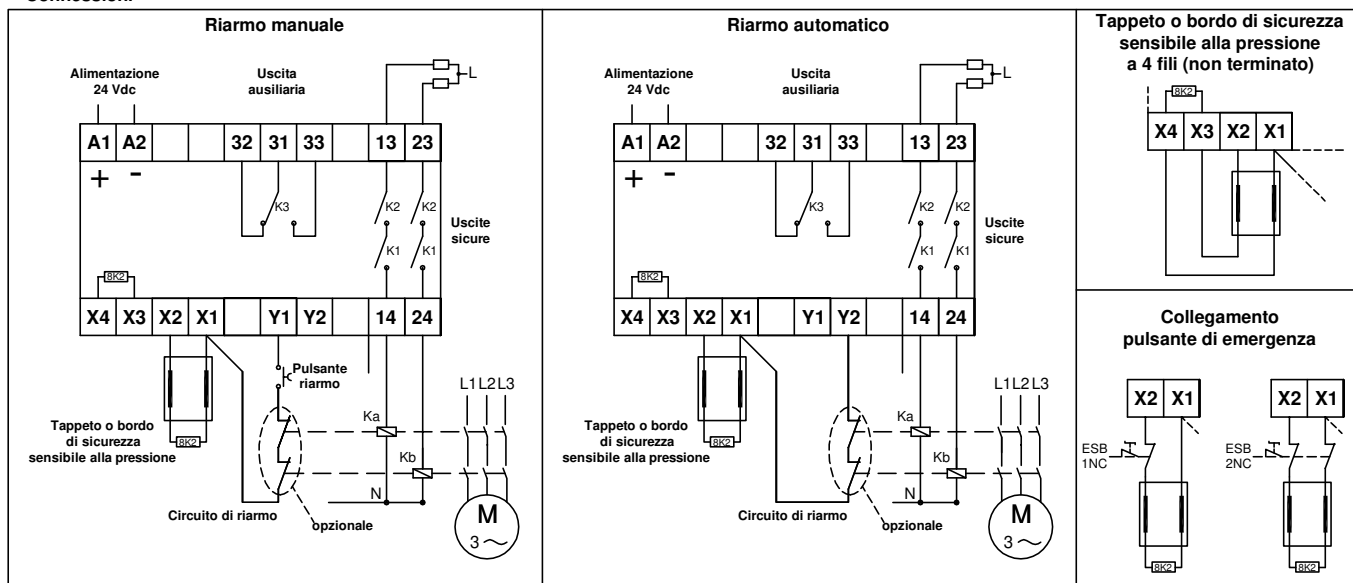 Riarmo manuale
Alimentazione
24 Vdc
Uscita
ausiliaria
L
A1 A2 32 31 33 13 23
+ -
K3
K2 K2
K1 K1
Uscite
sicure
8K2
X4 X3 X2 X1 Y1 Y2 14 24
Pulsante
riarmo
L1 L2 L3
Ka
Kb
Tappeto o bordo
di sicurezza
sensibile alla pressione
8K2
N
Circuito di riarmo
opzionale
M
3 ~
Riarmo automatico
Alimentazione
24 Vdc
Uscita
ausiliaria
L
A1 A2 32 31 33 13 23
+ -
K3
K2 K2
K1 K1
Uscite
sicure
8K2
X4 X3 X2 X1 Y1 Y2 14 24
L1 L2 L3
Ka
Kb
Tappeto o bordo
di sicurezza
sensibile alla pressione
8K2
N
Circuito di riarmo
opzionale
M
3 ~
Tappeto o bordo di sicurezza
sensibile alla pressione
a 4 fili (non terminato)
8K2
X4 X3 X2 X1
Collegamento
pulsante di emergenza
X2 X1 X2 X1
ESB
1NC
ESB
2NC
8K2 8K2